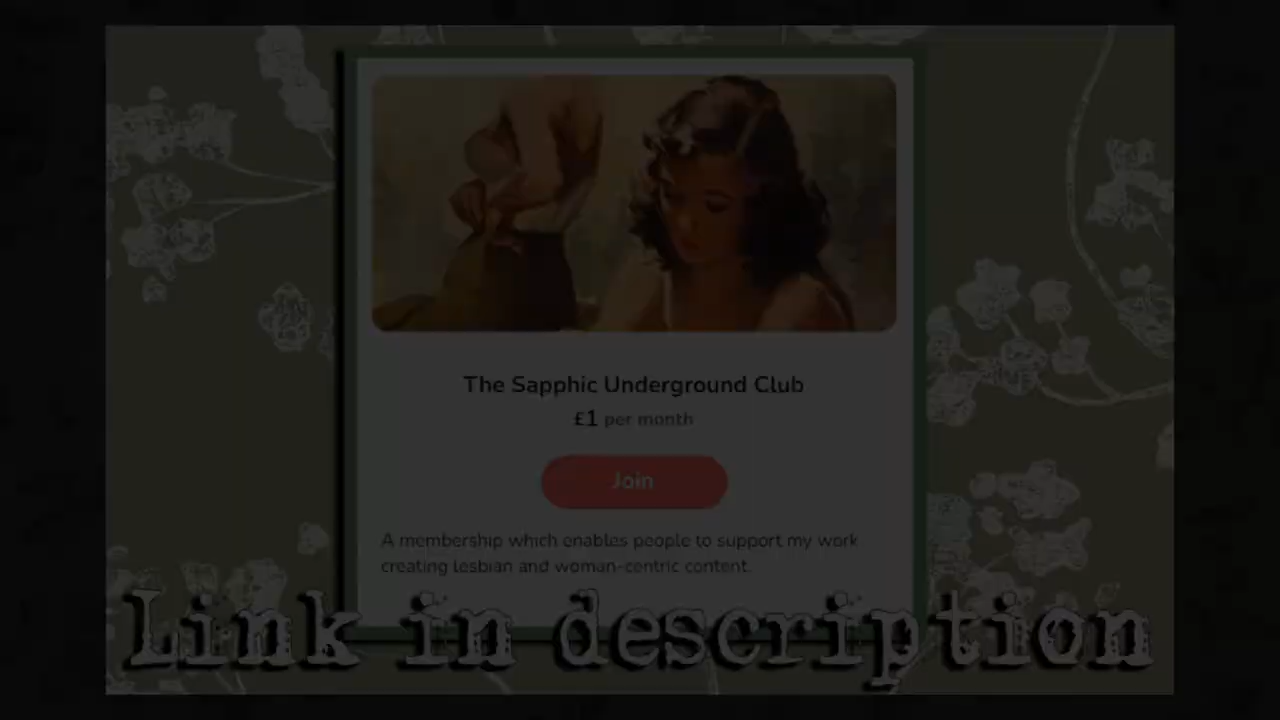 The Sapphic Underground Club
£1 per month
Join
A membership which enables people to support my work
creating lesbian and woman-centric content.
Link in description